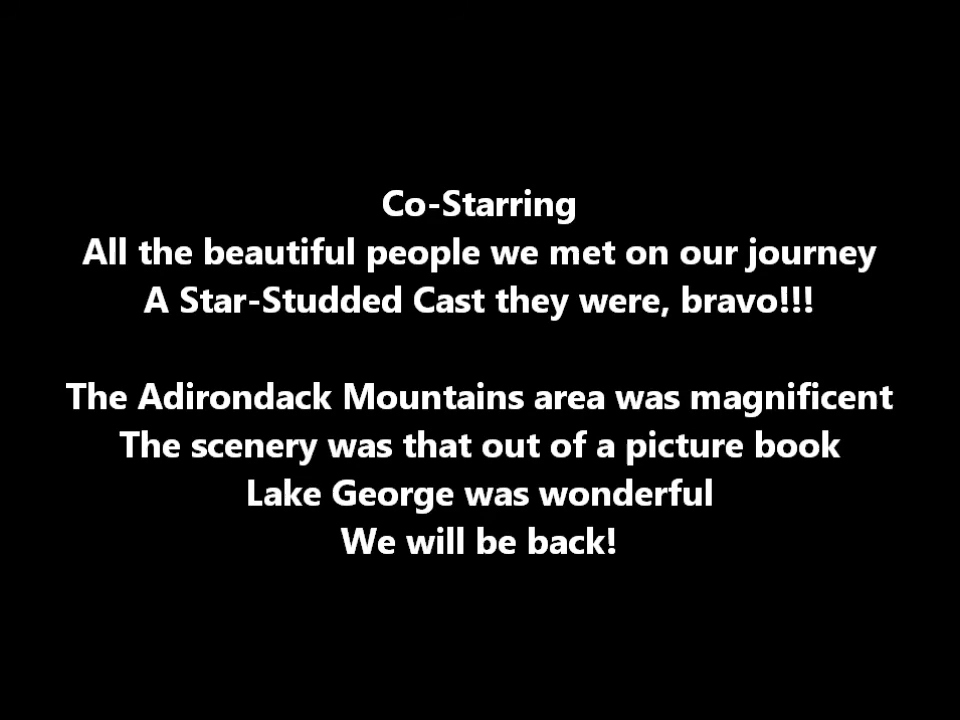 Co-Starring
All the beautiful people we met on our journey
A Star-Studded Cast they were, bravo!!!
The Adirondack Mountains area was magnificent
The scenery was that out of a picture book
Lake George was wonderful
We will be back!